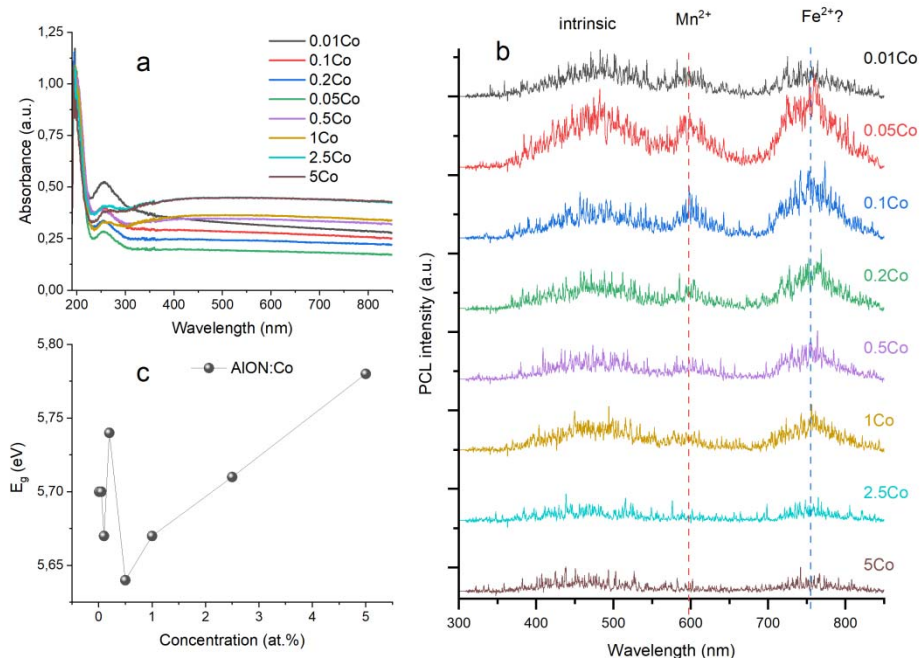 a
0.01Co
0.1Co
0.2Co
0.05Co
0.5Co
1Co
2.5Co
5Co
1,25
1,00
0,75
0,50
0,25
0,00
Absorbance (a.u.)
200 300 400 500 600 700 800
Wavelength (nm)
c
AlON:Co
5,80
5,75
5,70
5,65
E_g (eV)
0 1 2 3 4 5
Concentration (at.%)
b
intrinsic
Mn²⁺
Fe²⁺?
0.01Co
0.05Co
0.1Co
0.2Co
0.5Co
1Co
2.5Co
5Co
PCL intensity (a.u.)
300 400 500 600 700 800
Wavelength (nm)